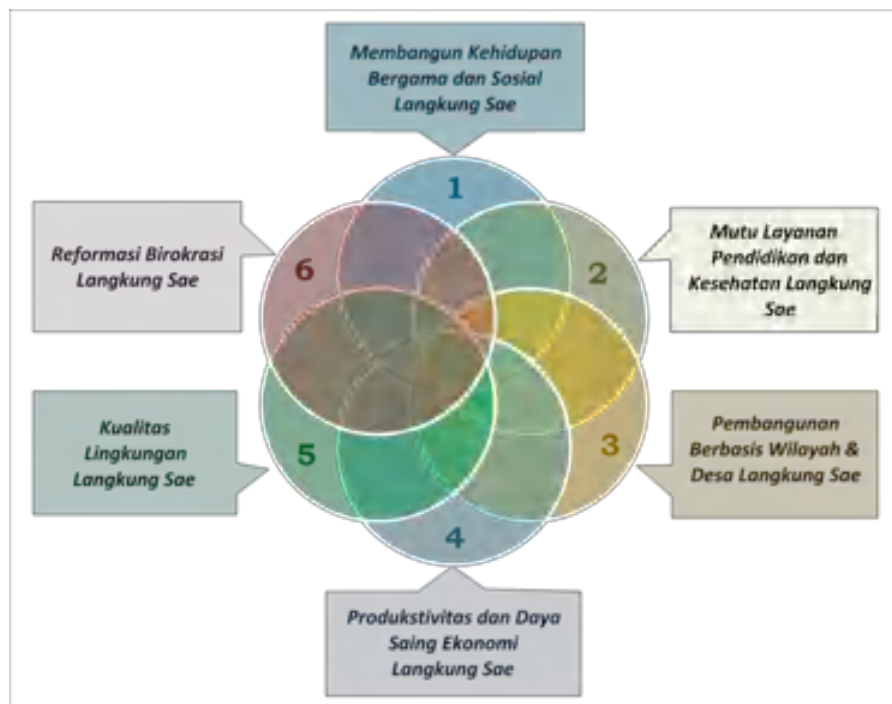 Membangun Kehidupan
Bergama dan Sosial
Langkung Sae
1
Mutu Layanan
Pendidikan dan
Kesehatan Langkung
Sae
2
Pembangunan
Berbasis Wilayah &
Desa Langkung Sae
3
4
Produkstivitas dan Daya
Saing Ekonomi
Langkung Sae
Kualitas
Lingkungan
Langkung Sae
5
Reformasi Birokrasi
Langkung Sae
6